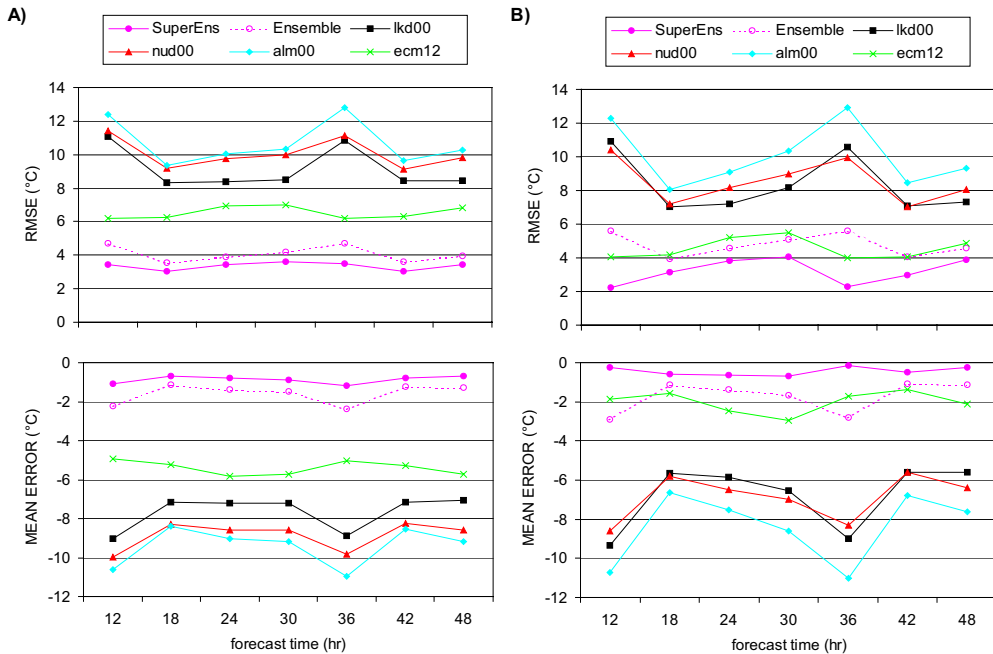 A)
SuperEns Ensemble lkd00
nud00 alm00 ecm12
RMSE (°C)
14
12
10
8
6
4
2
0
MEAN ERROR (°C)
0
-2
-4
-6
-8
-10
-12
12 18 24 30 36 42 48
forecast time (hr)
B)
SuperEns Ensemble lkd00
nud00 alm00 ecm12
RMSE (°C)
14
12
10
8
6
4
2
0
MEAN ERROR (°C)
0
-2
-4
-6
-8
-10
-12
12 18 24 30 36 42 48
forecast time (hr)